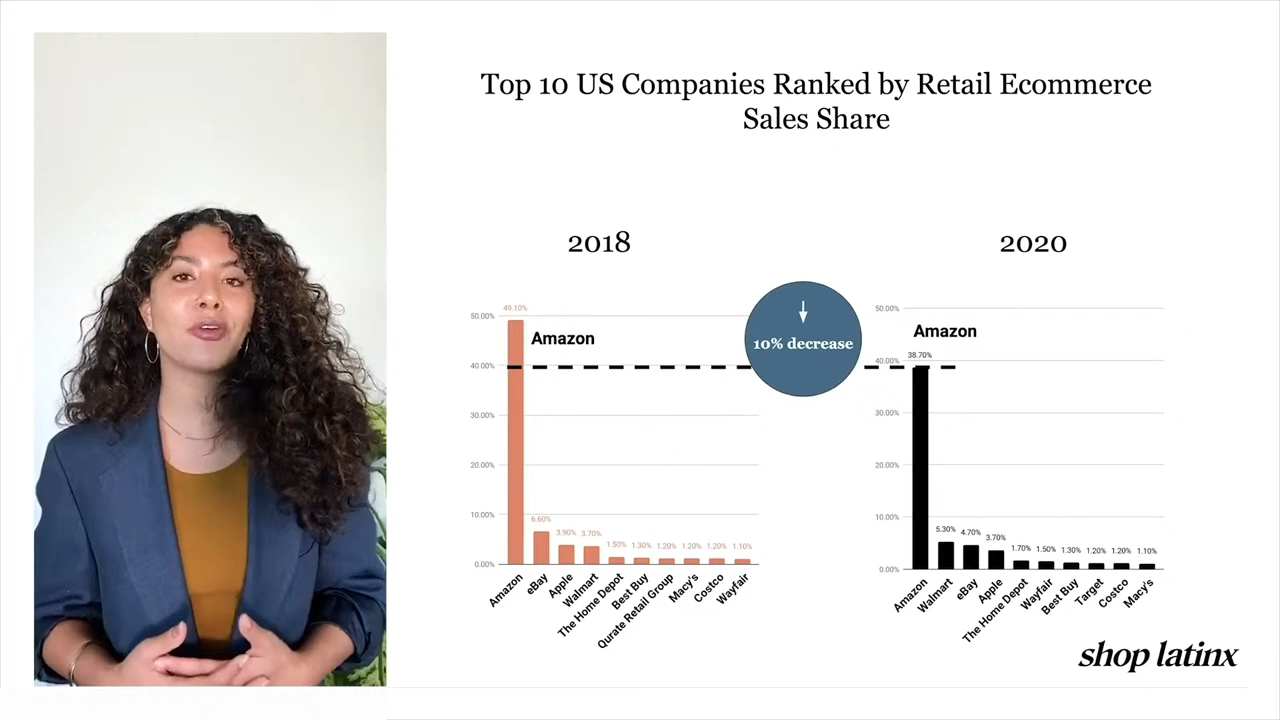 Top 10 US Companies Ranked by Retail Ecommerce
Sales Share
2018
49.10%
50.00%
Amazon
40.00%
30.00%
20.00%
10.00%
6.60%
3.90%
3.70%
1.50%
1.30%
1.20%
1.20%
1.20%
1.10%
0.00%
Amazon
eBay
Apple
Walmart
The Home Depot
Best Buy
Qurate Retail Group
Macy's
Costco
Wayfair
10% decrease
2020
50.00%
Amazon
38.70%
40.00%
30.00%
20.00%
10.00%
5.30%
4.70%
3.70%
1.70%
1.50%
1.30%
1.20%
1.20%
1.10%
0.00%
Amazon
Walmart
eBay
Apple
The Home Depot
Wayfair
Best Buy
Target
Costco
Macy's
shop latinx